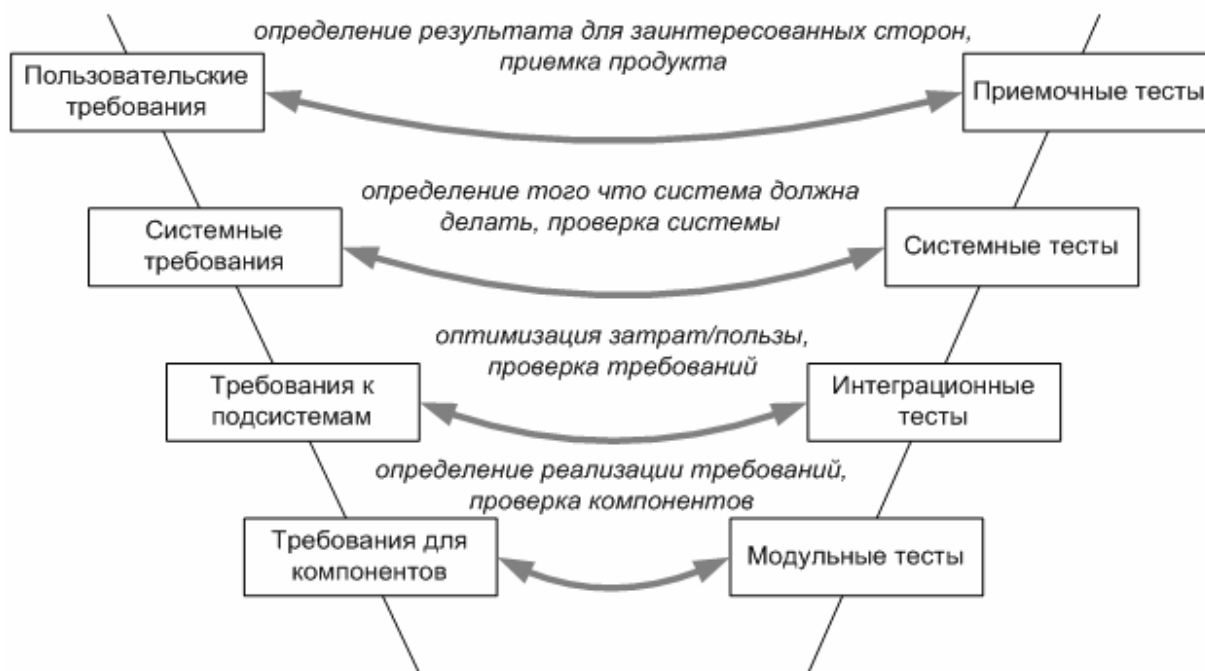 определение результата для заинтересованных сторон,
приемка продукта
Пользовательские
требования
Приемочные тесты
определение того что система должна
делать, проверка системы
Системные
требования
Системные тесты
оптимизация затрат/пользы,
проверка требований
Требования к
подсистемам
Интеграционные
тесты
определение реализации требований,
проверка компонентов
Требования для
компонентов
Модульные тесты